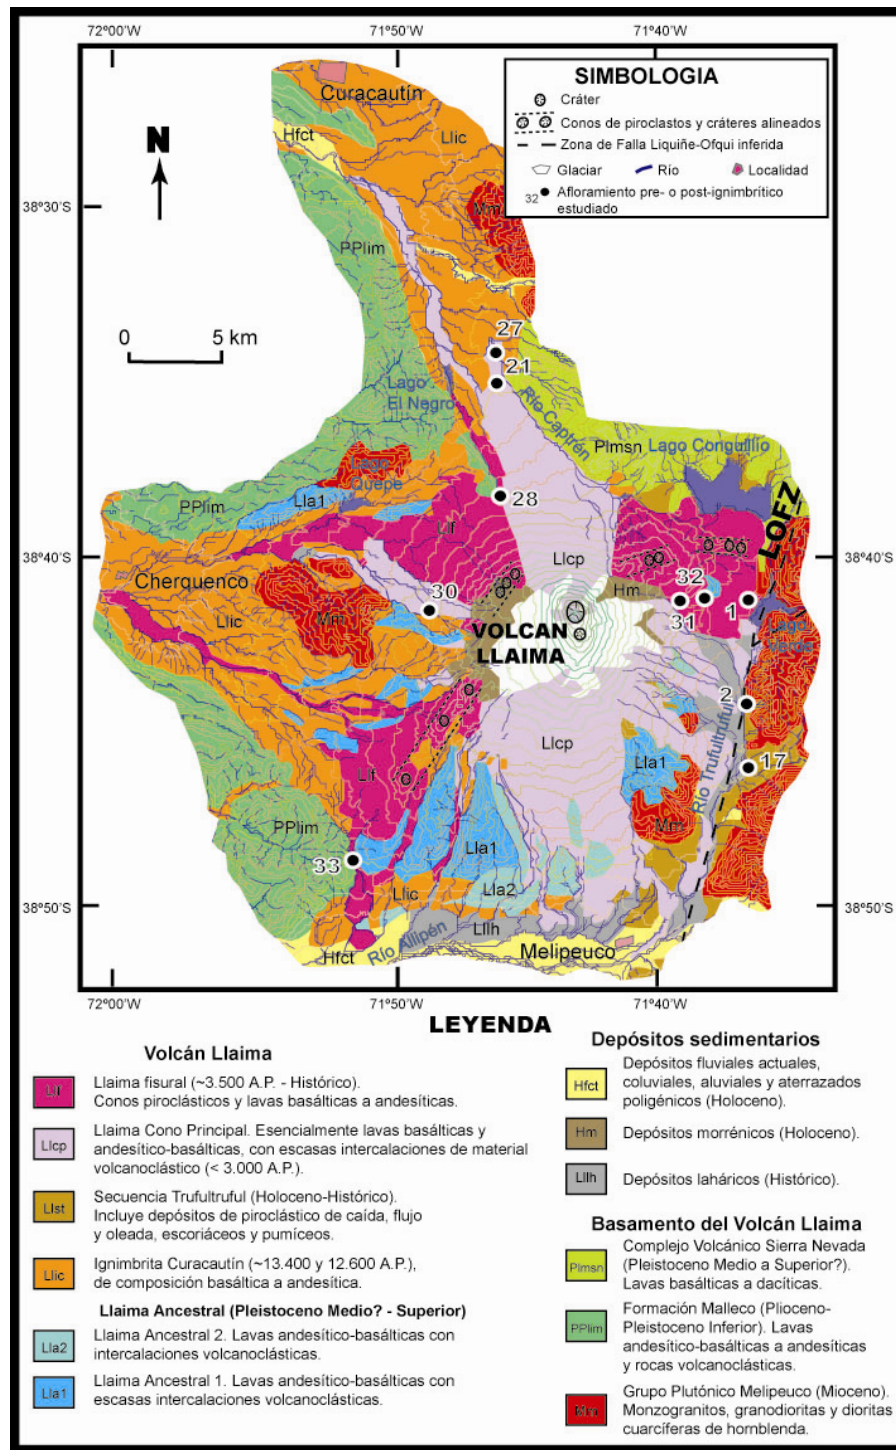 72°00'W 71°50'W 71°40'W
SIMBOLOGIA
Cráter
Conos de piroclastos y cráteres alineados
Zona de Falla Liquiñe-Ofqui inferida
Glaciar Río Localidad
32 Afloramiento pre- o post-ignimbrítico
estudiado
N
38°30'S
0 5 km
Curacautín
Hfct
Llic
Mm
PPlim
27
21
Lago
El Negro
Río Captrén
Plmsn
Lago Conguillio
Lago
Quepe
PPlim
Lla1
28
Llf
LOFZ
38°40'S 38°40'S
Llcp
Cherquenco
Llic
Mm
30
Hm
32
31
1
VOLCAN
LLAIMA
Lago
Verde
2
Llcp
Lla1
Río Trufultruful
17
Llf
Mm
PPlim
33
Lla1
Lla2
Llic
38°50'S 38°50'S
Lllh
Río Allipén
Melipeuco
Hfct
72°00'W 71°50'W 71°40'W
LEYENDA
Volcán Llaima
Llf
Llaima fisural (~3.500 A.P. - Histórico).
Conos piroclásticos y lavas basálticas a andesíticas.
Llcp
Llaima Cono Principal. Esencialmente lavas basálticas y
andesítico-basálticas, con escasas intercalaciones de material
volcanoclástico (< 3.000 A.P.).
Llst
Secuencia Trufultruful (Holoceno-Histórico).
Incluye depósitos de piroclástico de caída, flujo
y oleada, escoriáceos y pumíceos.
Llic
Ignimbrita Curacautín (~13.400 y 12.600 A.P.),
de composición basáltica a andesítica.
Llaima Ancestral (Pleistoceno Medio? - Superior)
Lla2
Llaima Ancestral 2. Lavas andesítico-basálticas con
intercalaciones volcanoclásticas.
Lla1
Llaima Ancestral 1. Lavas andesítico-basálticas con
escasas intercalaciones volcanoclásticas.
Depósitos sedimentarios
Hfct
Depósitos fluviales actuales,
coluviales, aluviales y aterrazados
poligénicos (Holoceno).
Hm
Depósitos morrénicos (Holoceno).
Lllh
Depósitos laháricos (Histórico).
Basamento del Volcán Llaima
Plmsn
Complejo Volcánico Sierra Nevada
(Pleistoceno Medio a Superior?).
Lavas basálticas a dacíticas.
PPlim
Formación Malleco (Plioceno-
Pleistoceno Inferior). Lavas
andesítico-basálticas a andesíticas
y rocas volcanoclásticas.
Mm
Grupo Plutónico Melipeuco (Mioceno).
Monzogranitos, granodioritas y dioritas
cuarcíferas de hornblenda.